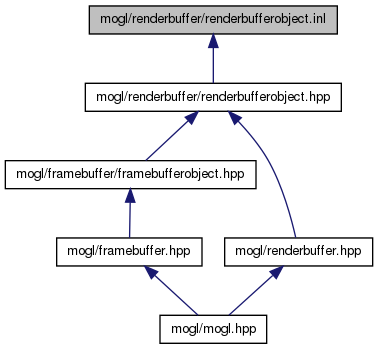 mogl/renderbuffer/renderbufferobject.inl
mogl/renderbuffer/renderbufferobject.hpp
mogl/framebuffer/framebufferobject.hpp
mogl/framebuffer.hpp
mogl/renderbuffer.hpp
mogl/mogl.hpp